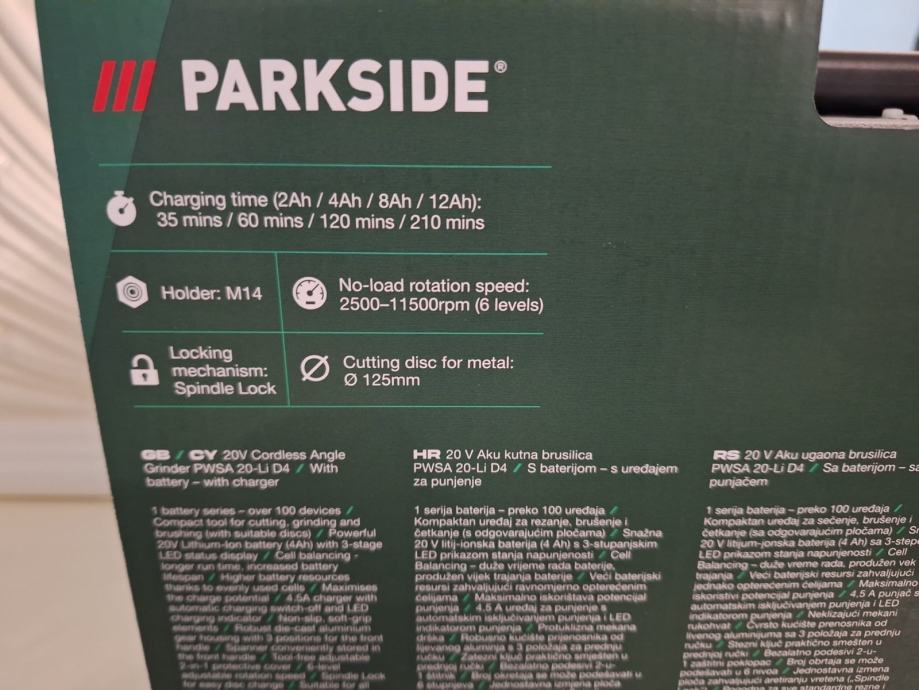 PARKSIDE®
Charging time (2Ah / 4Ah / 8Ah / 12Ah):
35 mins / 60 mins / 120 mins / 210 mins
Holder: M14
No-load rotation speed:
2500–11500rpm (6 levels)
Locking
mechanism:
Spindle Lock
Cutting disc for metal:
Ø 125mm
GB / CY 20V Cordless Angle
Grinder PWSA 20-Li D4 / With
battery – with charger
1 battery series – over 100 devices /
Compact tool for cutting, grinding and
brushing (with suitable discs) / Powerful
20V Lithium-Ion battery (4Ah) with 3-stage
LED status display / Cell balancing -
longer run time, increased battery
lifespan / Higher battery resources
thanks to evenly used cells / Maximises
the charge potential / 4.5A charger with
automatic charging switch-off and LED
charging indicator / Non-slip, soft-grip
elements / Robust die-cast aluminium
gear housing with 3 positions for the front
handle / Spanner conveniently stored in
the front handle / Tool-free adjustable
2-in-1 protective cover / 6-level
adjustable rotation speed / Spindle Lock
for easy disc change / Suitable for all
HR 20 V Aku kutna brusilica
PWSA 20-Li D4 / S baterijom – s uređajem
za punjenje
1 serija baterija – preko 100 uređaja /
Kompaktan uređaj za rezanje, brušenje i
četkanje (s odgovarajućim pločama) / Snažna
20 V litij-ionska baterija (4 Ah) s 3-stupanjskim
LED prikazom stanja napunjenosti / Cell
Balancing – duže vrijeme rada baterije,
produžen vijek trajanja baterije / Veći baterijski
resursi zahvaljujući ravnomjerno opterećenim
ćelijama / Maksimalno iskorištava potencijal
punjenja / 4,5 A uređaj za punjenje s
automatskim isključivanjem punjenja i LED
indikatorom punjenja / Protuklizna mekana
drška / Robusno kućište prijenosnika od
lijevanog aluminija s 3 položaja za prednju
ručku / Zatezni ključ praktično smješten u
prednjoj ručki / Bezalatno podesivi 2-u-
1 štitnik / Broj okretaja se može podešavati u
6 stupnjeva / Jednostavna izmjena ploča
RS 20 V Aku ugaona brusilica
PWSA 20-Li D4 / Sa baterijom – sa
punjačem
1 serija baterija – preko 100 uređaja /
Kompaktan uređaj za sečenje, brušenje i
četkanje (sa odgovarajućim pločama) /
20 V litijum-jonska baterija (4 Ah) sa 3-stepe
LED prikazom stanja napunjenosti / Cell
Balancing – duže vreme rada, produžen vek
trajanja / Veći baterijski resursi zahvaljujući
jednako opterećenim ćelijama / Maksimalno
iskoristivi potencijal punjenja / 4,5 A punjač s
automatskim isključivanjem punjenja i LED
indikatorom punjenja / Neklizajući mekani
rukohvat / Čvrsto kućište prenosnika od
livenog aluminijuma sa 3 položaja za prednju
ručku / Stezni ključ praktično smešten u
prednjoj ručki / Bezalatno podesivi 2-u-
1 zaštitni poklopac / Broj obrtaja se može
podešavati u 6 nivoa / Jednostavna izmena
ploča zahvaljujući aretiranju vretena („Spindle